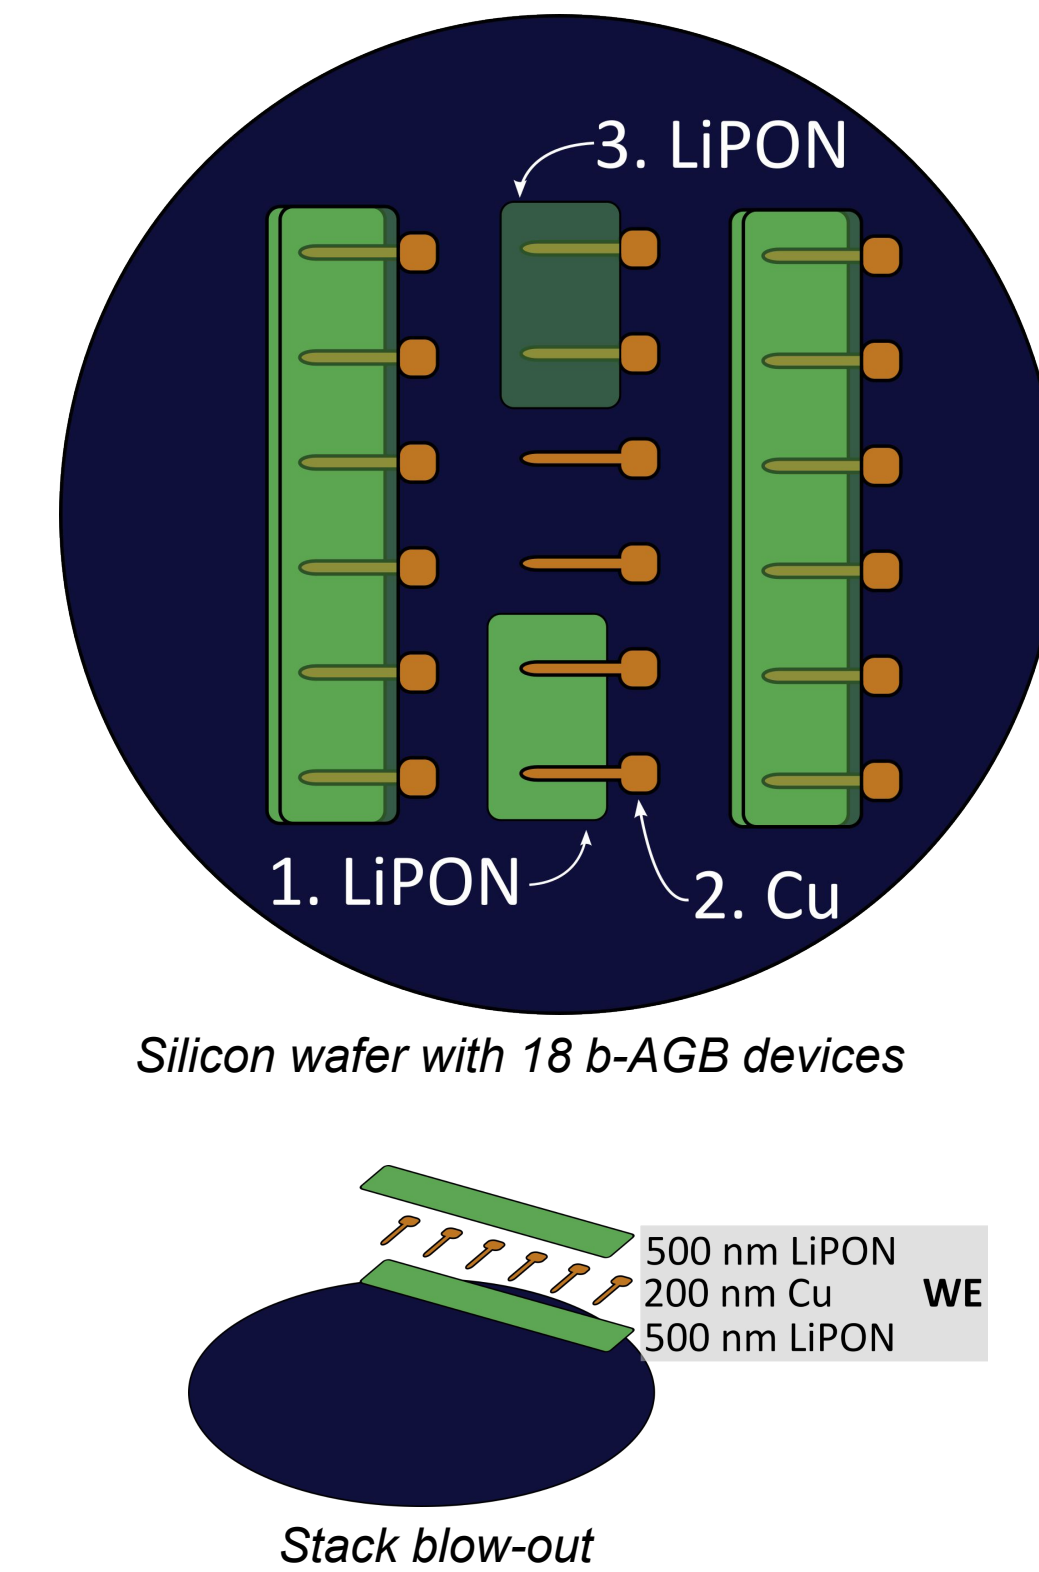 3. LiPON
1. LiPON
2. Cu
Silicon wafer with 18 b-AGB devices
500 nm LiPON
200 nm Cu WE
500 nm LiPON
Stack blow-out